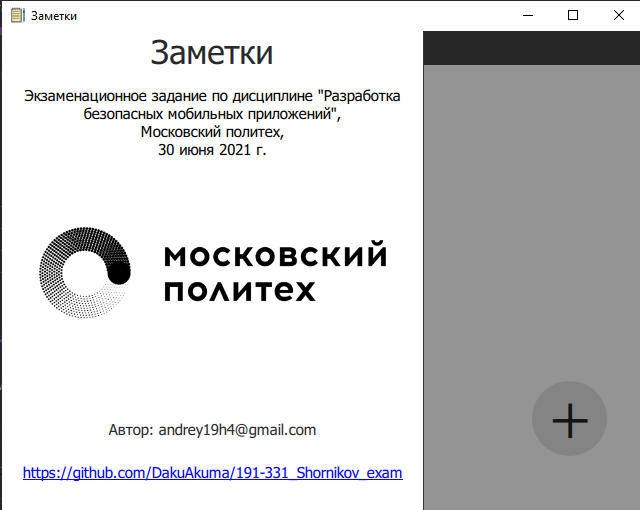 Заметки
Заметки
Экзаменационное задание по дисциплине "Разработка
безопасных мобильных приложений",
Московский политех,
30 июня 2021 г.
московский
политех
Автор: andrey19h4@gmail.com
https://github.com/DakuAkuma/191-331_Shornikov_exam